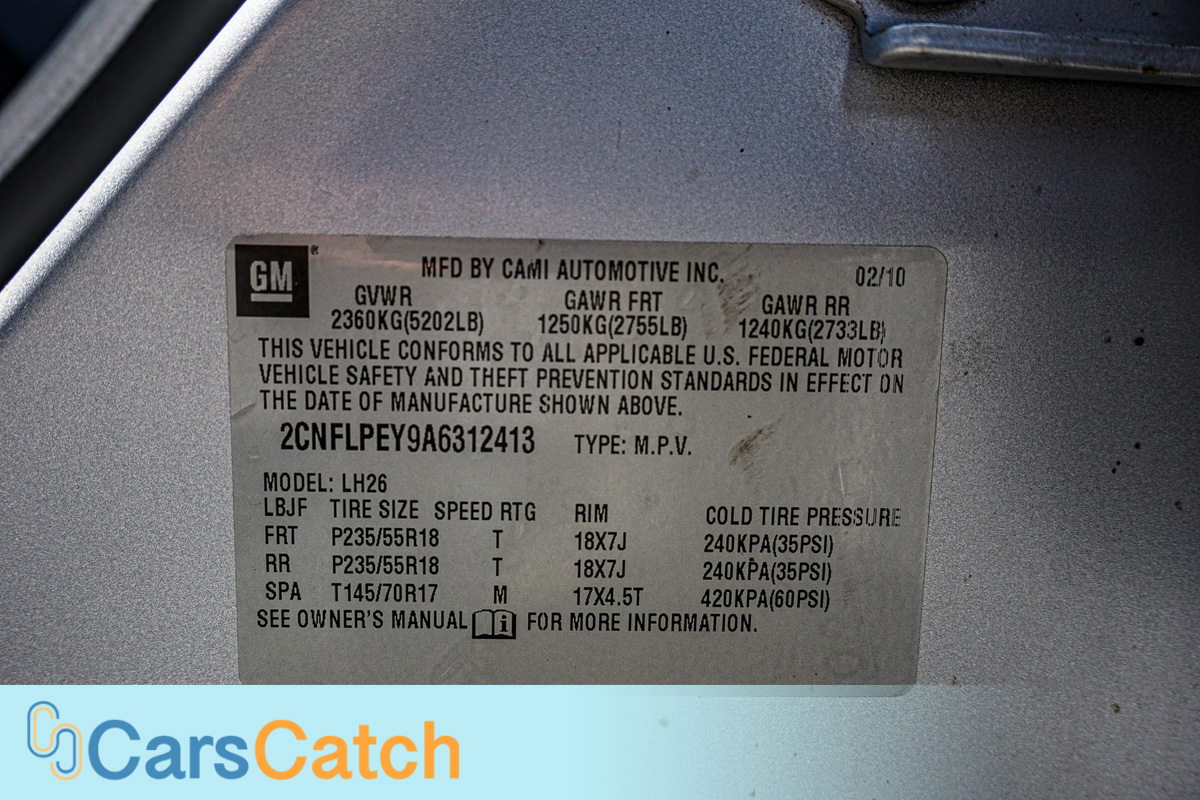 GM® MFD BY CAMI AUTOMOTIVE INC. 02/10
GVWR GAWR FRT GAWR RR
2360KG(5202LB) 1250KG(2755LB) 1240KG(2733LB)
THIS VEHICLE CONFORMS TO ALL APPLICABLE U.S. FEDERAL MOTOR
VEHICLE SAFETY AND THEFT PREVENTION STANDARDS IN EFFECT ON
THE DATE OF MANUFACTURE SHOWN ABOVE.
2CNFLPEY9A6312413 TYPE: M.P.V.
MODEL: LH26
LBJF TIRE SIZE SPEED RTG RIM COLD TIRE PRESSURE
FRT P235/55R18 T 18X7J 240KPA(35PSI)
RR P235/55R18 T 18X7J 240KPA(35PSI)
SPA T145/70R17 M 17X4.5T 420KPA(60PSI)
SEE OWNER'S MANUAL i FOR MORE INFORMATION.
CarsCatch